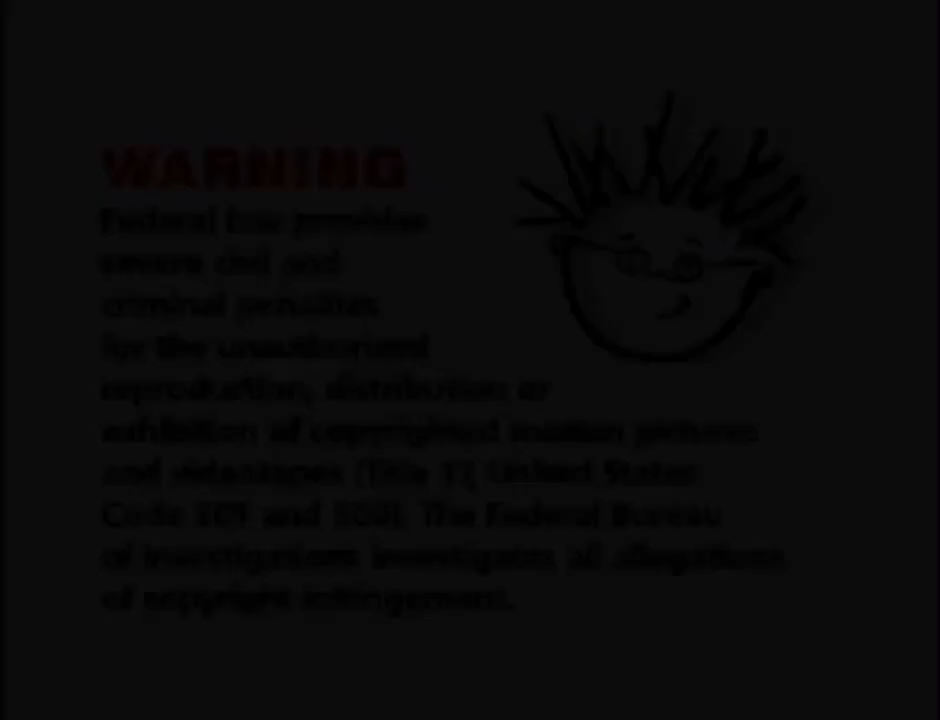 WARNING
Federal law provides
severe civil and
criminal penalties
for the unauthorized
reproduction, distribution or
exhibition of copyrighted motion pictures
and videotapes (Title 17, United States
Code 501 and 506). The Federal Bureau
of Investigations investigates all allegations
of copyright infringement.